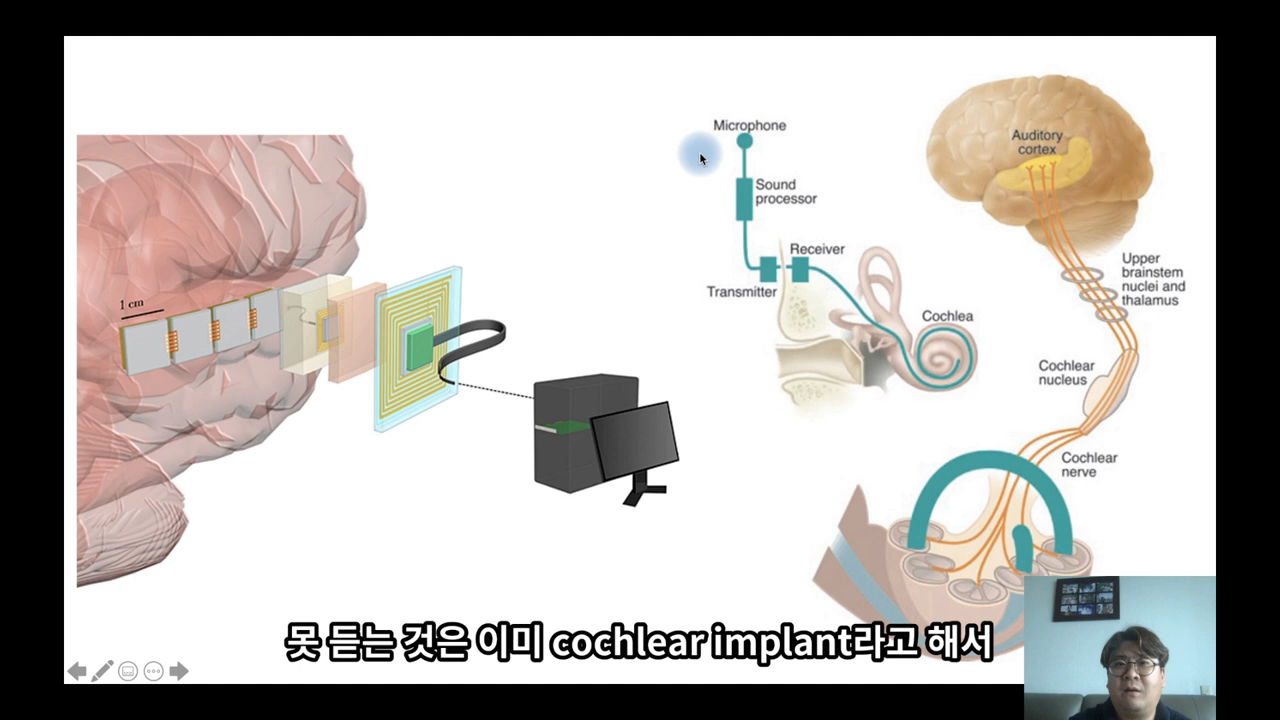 Microphone
Sound
processor
Receiver
Transmitter
Cochlea
Auditory
cortex
Upper
brainstem
nuclei and
thalamus
Cochlear
nucleus
Cochlear
nerve
1 cm
못 듣는 것은 이미 cochlear implant라고 해서